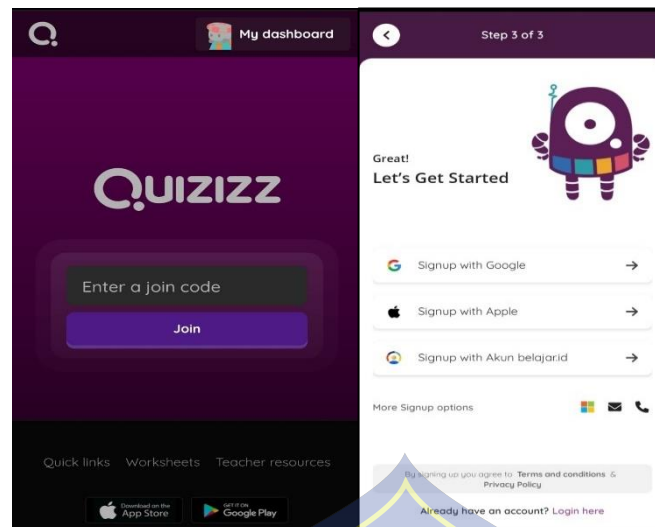 My dashboard
QUIZIZZ
Enter a join code
Join
Quick links Worksheets Teacher resources
Download on the
App Store
GET IT ON
Google Play
Step 3 of 3
Great!
Let's Get Started
Signup with Google
Signup with Apple
Signup with Akun belajar.id
More Signup options
By signing up you agree to Terms and conditions &
Privacy Policy
Already have an account? Login here